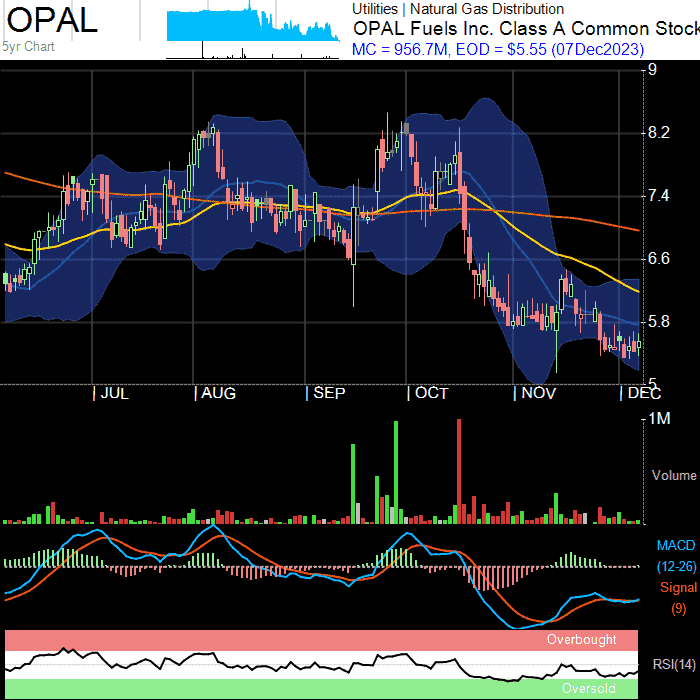 OPAL
5yr Chart
Utilities | Natural Gas Distribution
OPAL Fuels Inc. Class A Common Stock
MC = 956.7M, EOD = $5.55 (07Dec2023)
9
8.2
7.4
6.6
5.8
5
JUL AUG SEP OCT NOV DEC
1M
Volume
MACD
(12-26)
Signal
(9)
Overbought
RSI(14)
Oversold